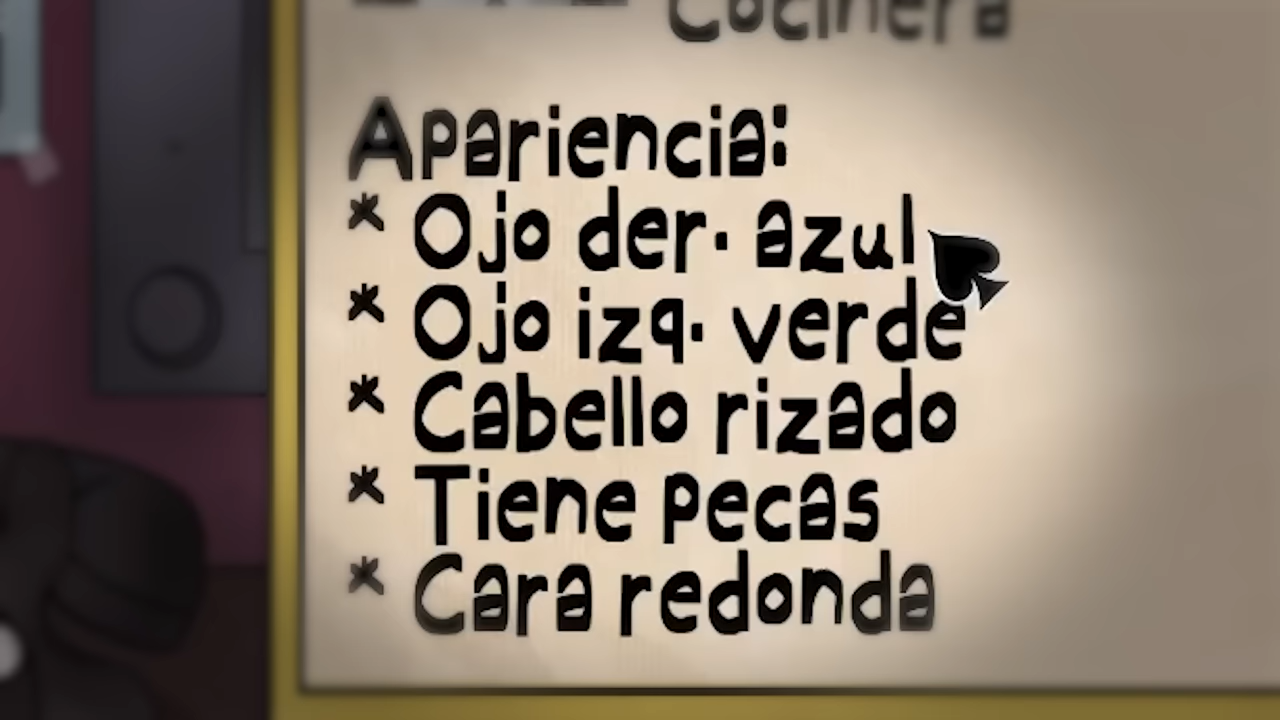 Cocinera
Apariencia:
* Ojo der. azul
* Ojo izq. verde
* Cabello rizado
* Tiene pecas
* Cara redonda